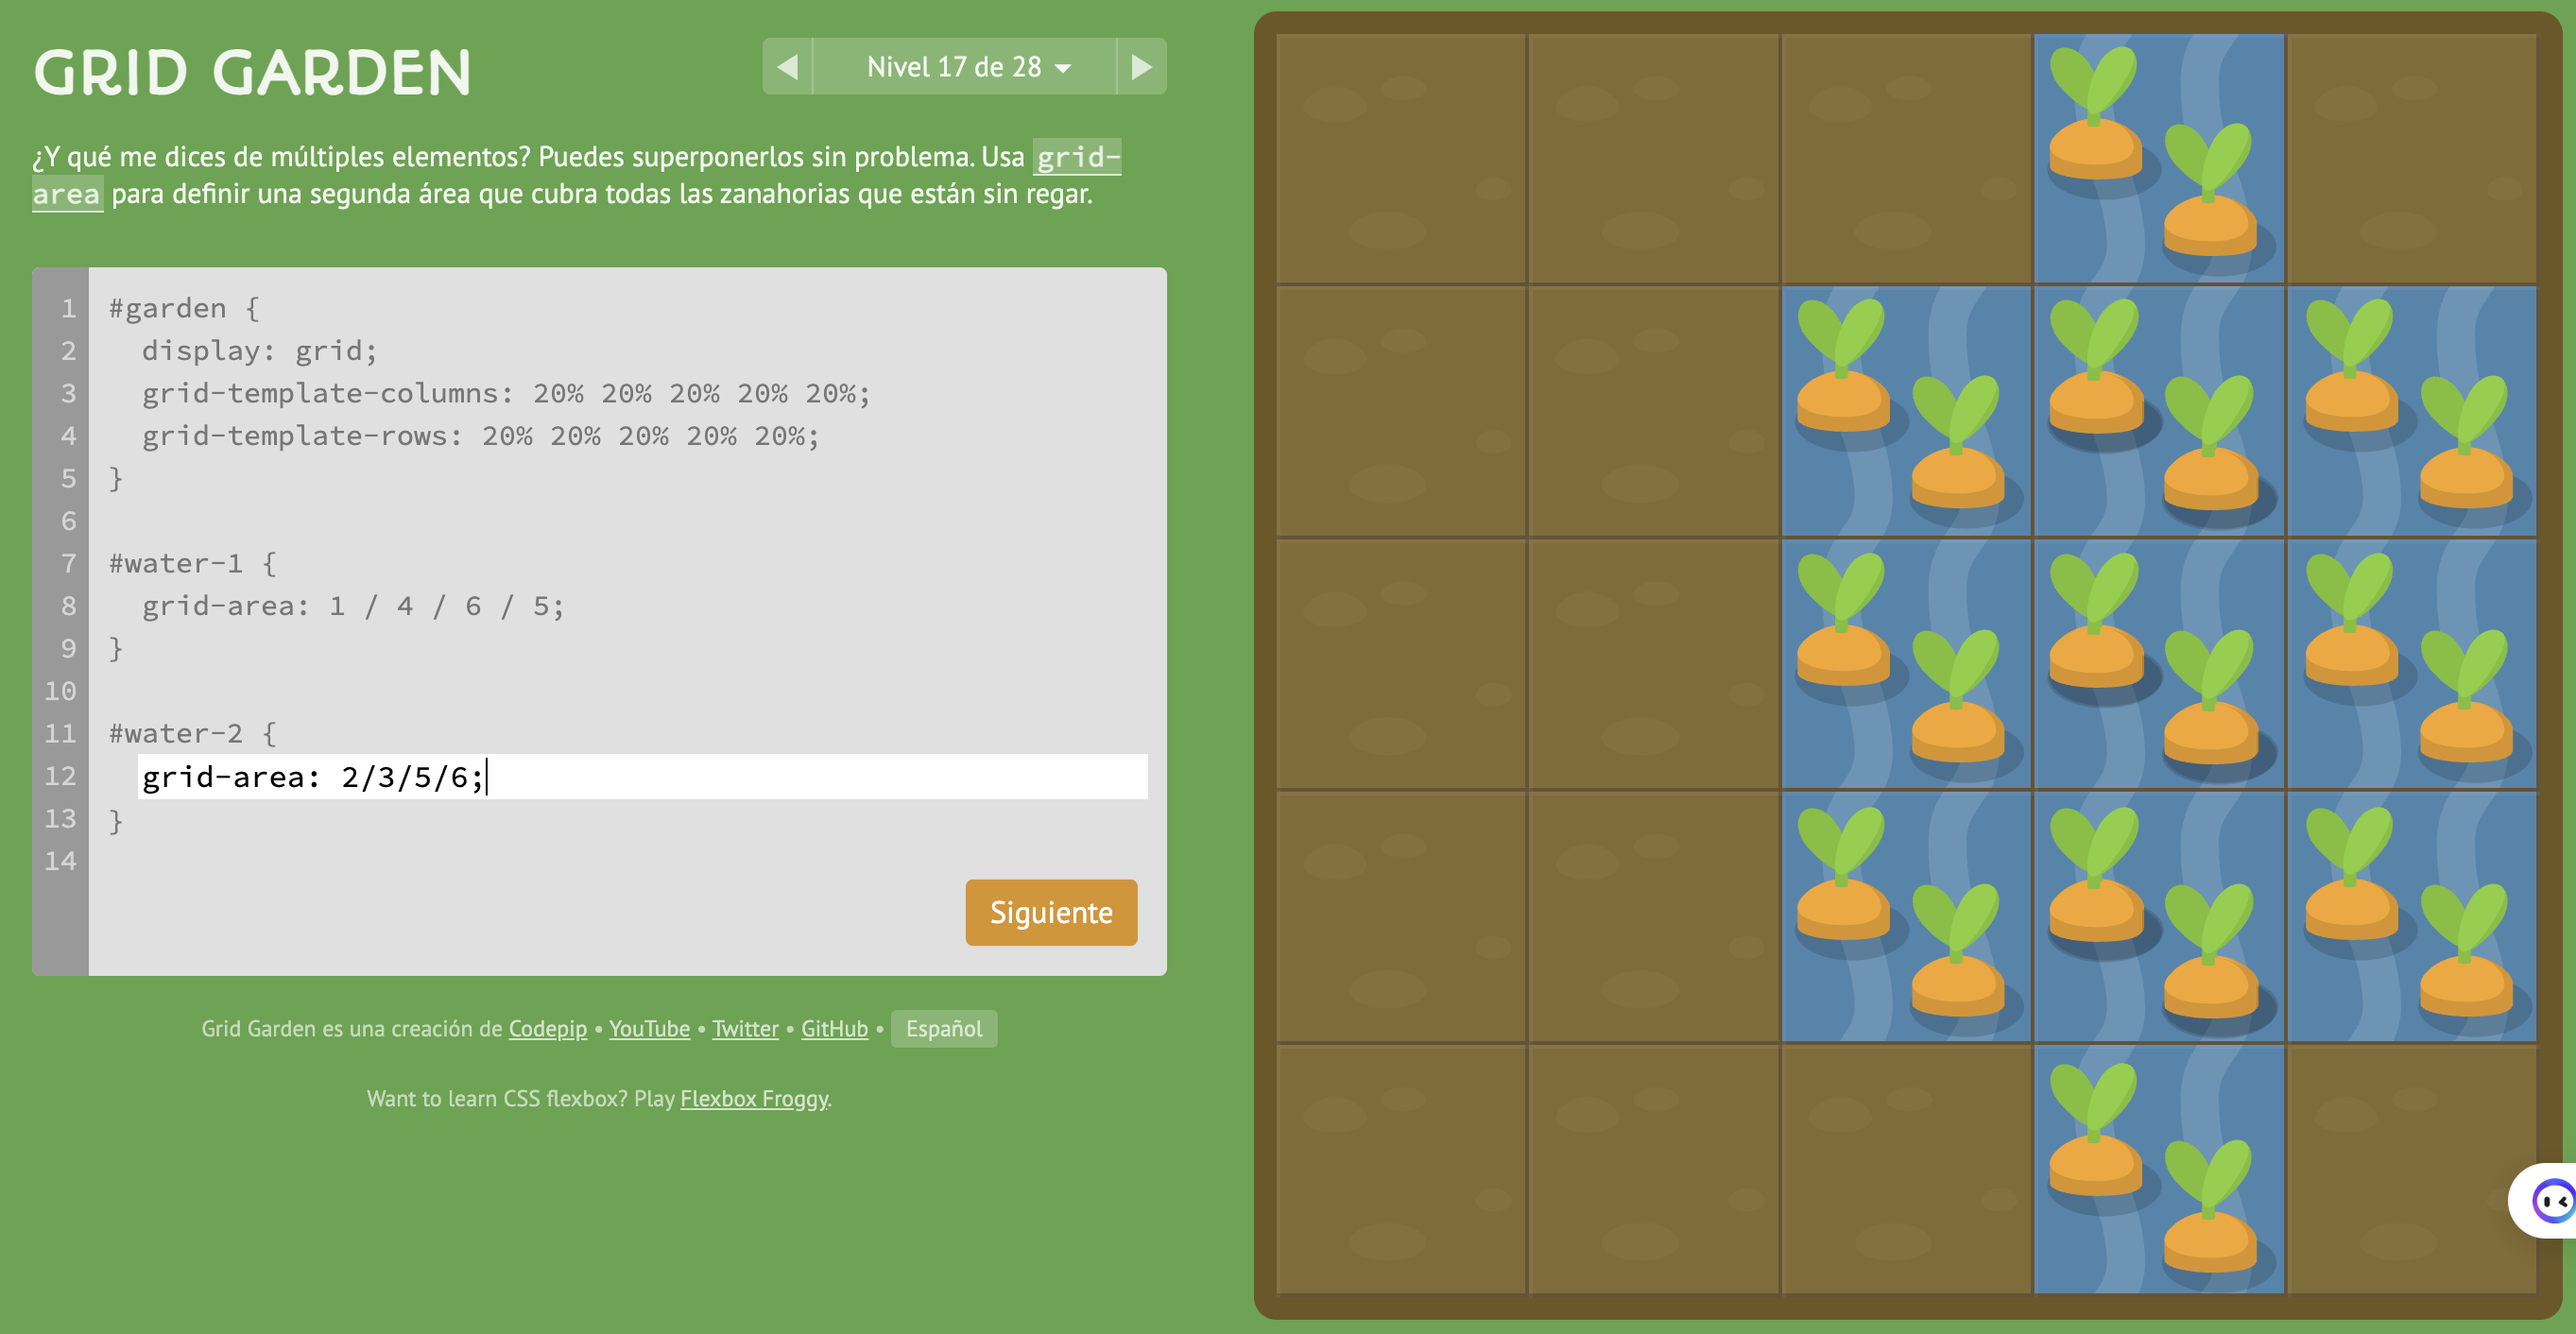 GRID GARDEN
Nivel 17 de 28
¿Y qué me dices de múltiples elementos? Puedes superponerlos sin problema. Usa grid-
area para definir una segunda área que cubra todas las zanahorias que están sin regar.
1 #garden {
2   display: grid;
3   grid-template-columns: 20% 20% 20% 20% 20%;
4   grid-template-rows: 20% 20% 20% 20% 20%;
5 }
6
7 #water-1 {
8   grid-area: 1 / 4 / 6 / 5;
9 }
10
11 #water-2 {
12   grid-area: 2/3/5/6;
13 }
14
Siguiente
Grid Garden es una creación de Codepip • YouTube • Twitter • GitHub • Español
Want to learn CSS flexbox? Play Flexbox Froggy.